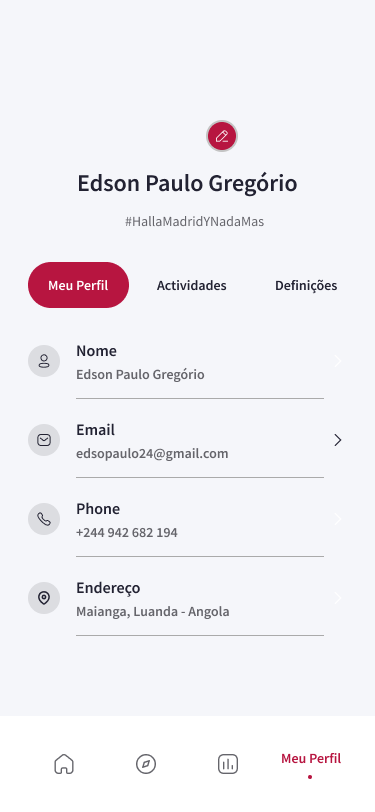 Edson Paulo Gregório
#HallaMadridYNadaMas
Meu Perfil
Actividades
Definições
Nome
Edson Paulo Gregório
Email
edsopaulo24@gmail.com
Phone
+244 942 682 194
Endereço
Maianga, Luanda - Angola
Meu Perfil